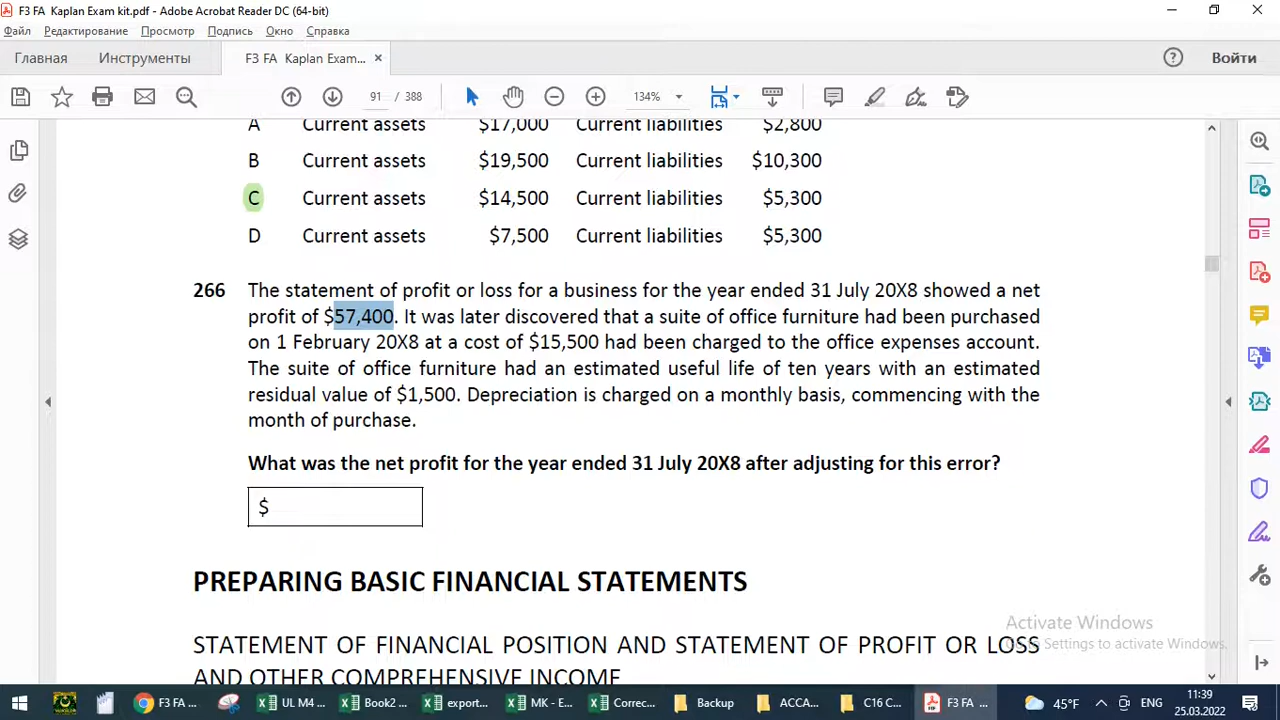 F3 FA Kaplan Exam kit.pdf - Adobe Acrobat Reader DC (64-bit)
Файл Редактирование Просмотр Подпись Окно Справка
Главная Инструменты F3 FA Kaplan Exam... × Войти
91 / 388 134%
A Current assets $17,000 Current liabilities $2,800
B Current assets $19,500 Current liabilities $10,300
C Current assets $14,500 Current liabilities $5,300
D Current assets $7,500 Current liabilities $5,300
266 The statement of profit or loss for a business for the year ended 31 July 20X8 showed a net
profit of $57,400. It was later discovered that a suite of office furniture had been purchased
on 1 February 20X8 at a cost of $15,500 had been charged to the office expenses account.
The suite of office furniture had an estimated useful life of ten years with an estimated
residual value of $1,500. Depreciation is charged on a monthly basis, commencing with the
month of purchase.
What was the net profit for the year ended 31 July 20X8 after adjusting for this error?
$
PREPARING BASIC FINANCIAL STATEMENTS
STATEMENT OF FINANCIAL POSITION AND STATEMENT OF PROFIT OR LOSS
AND OTHER COMPREHENSIVE INCOME
Activate Windows
Settings to activate Windows.
F3 FA ... UL M4 ... Book2 ... export... MK - E... Correc... Backup ACCA... C16 C... F3 FA ... 45°F ENG 11:39
25.03.2022